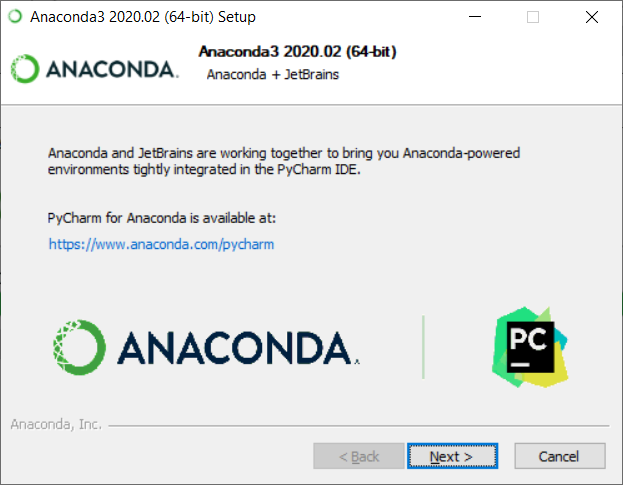 Anaconda3 2020.02 (64-bit) Setup
ANACONDA.
Anaconda3 2020.02 (64-bit)
Anaconda + JetBrains
Anaconda and JetBrains are working together to bring you Anaconda-powered
environments tightly integrated in the PyCharm IDE.
PyCharm for Anaconda is available at:
https://www.anaconda.com/pycharm
ANACONDA
PC
Anaconda, Inc.
< Back
Next >
Cancel